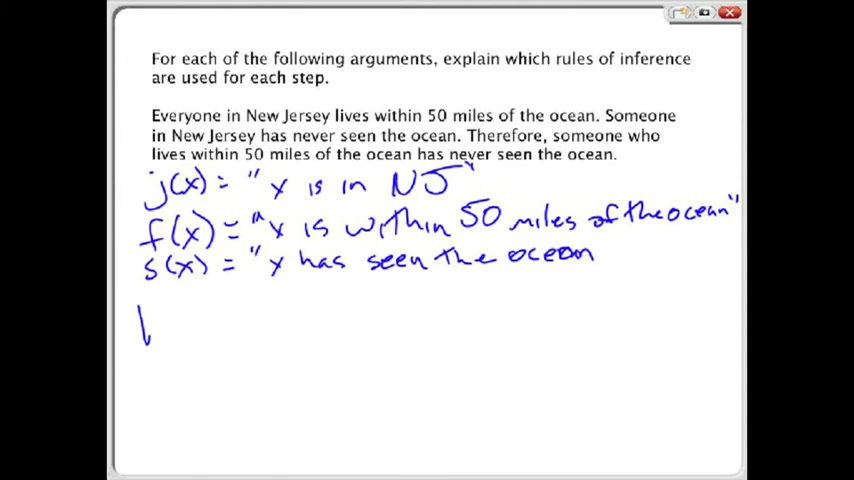 For each of the following arguments, explain which rules of inference
are used for each step.
Everyone in New Jersey lives within 50 miles of the ocean. Someone
in New Jersey has never seen the ocean. Therefore, someone who
lives within 50 miles of the ocean has never seen the ocean.
j(x) = "x is in NJ"
f(x) = "x is within 50 miles of the ocean"
s(x) = "x has seen the ocean